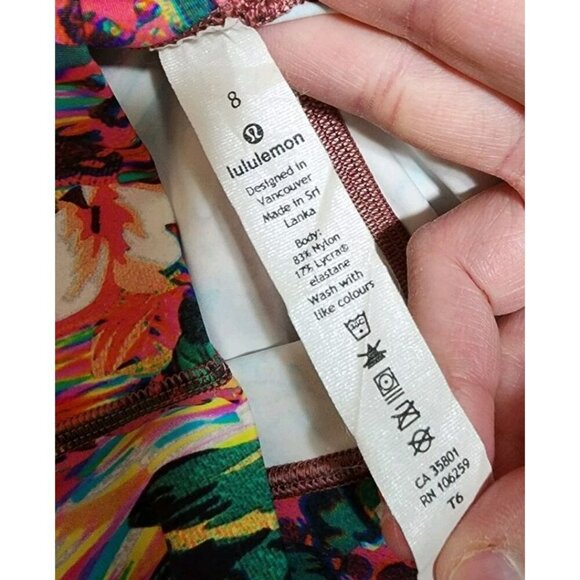 8
lululemon
Designed in
Vancouver
Made in Sri
Lanka
Body:
83% Nylon
17% Lycra®
elastane
Wash with
like colours
CA 35801
RN 106259
T6